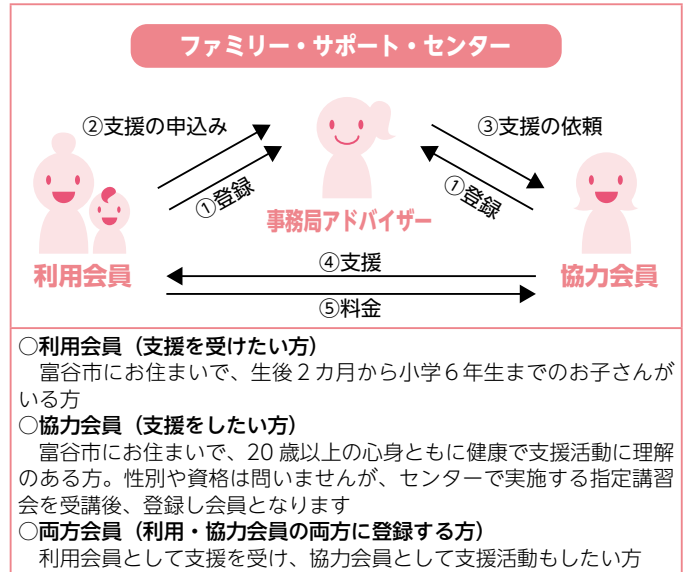 ファミリー・サポート・センター
②支援の申込み
③支援の依頼
①登録
①登録
事務局アドバイザー
利用会員
④支援
協力会員
⑤料金
○利用会員（支援を受けたい方）
　富谷市にお住まいで、生後２カ月から小学６年生までのお子さんが
いる方
○協力会員（支援をしたい方）
　富谷市にお住まいで、20 歳以上の心身ともに健康で支援活動に理解
のある方。性別や資格は問いませんが、センターで実施する指定講習
会を受講後、登録し会員となります
○両方会員（利用・協力会員の両方に登録する方）
　利用会員として支援を受け、協力会員として支援活動もしたい方